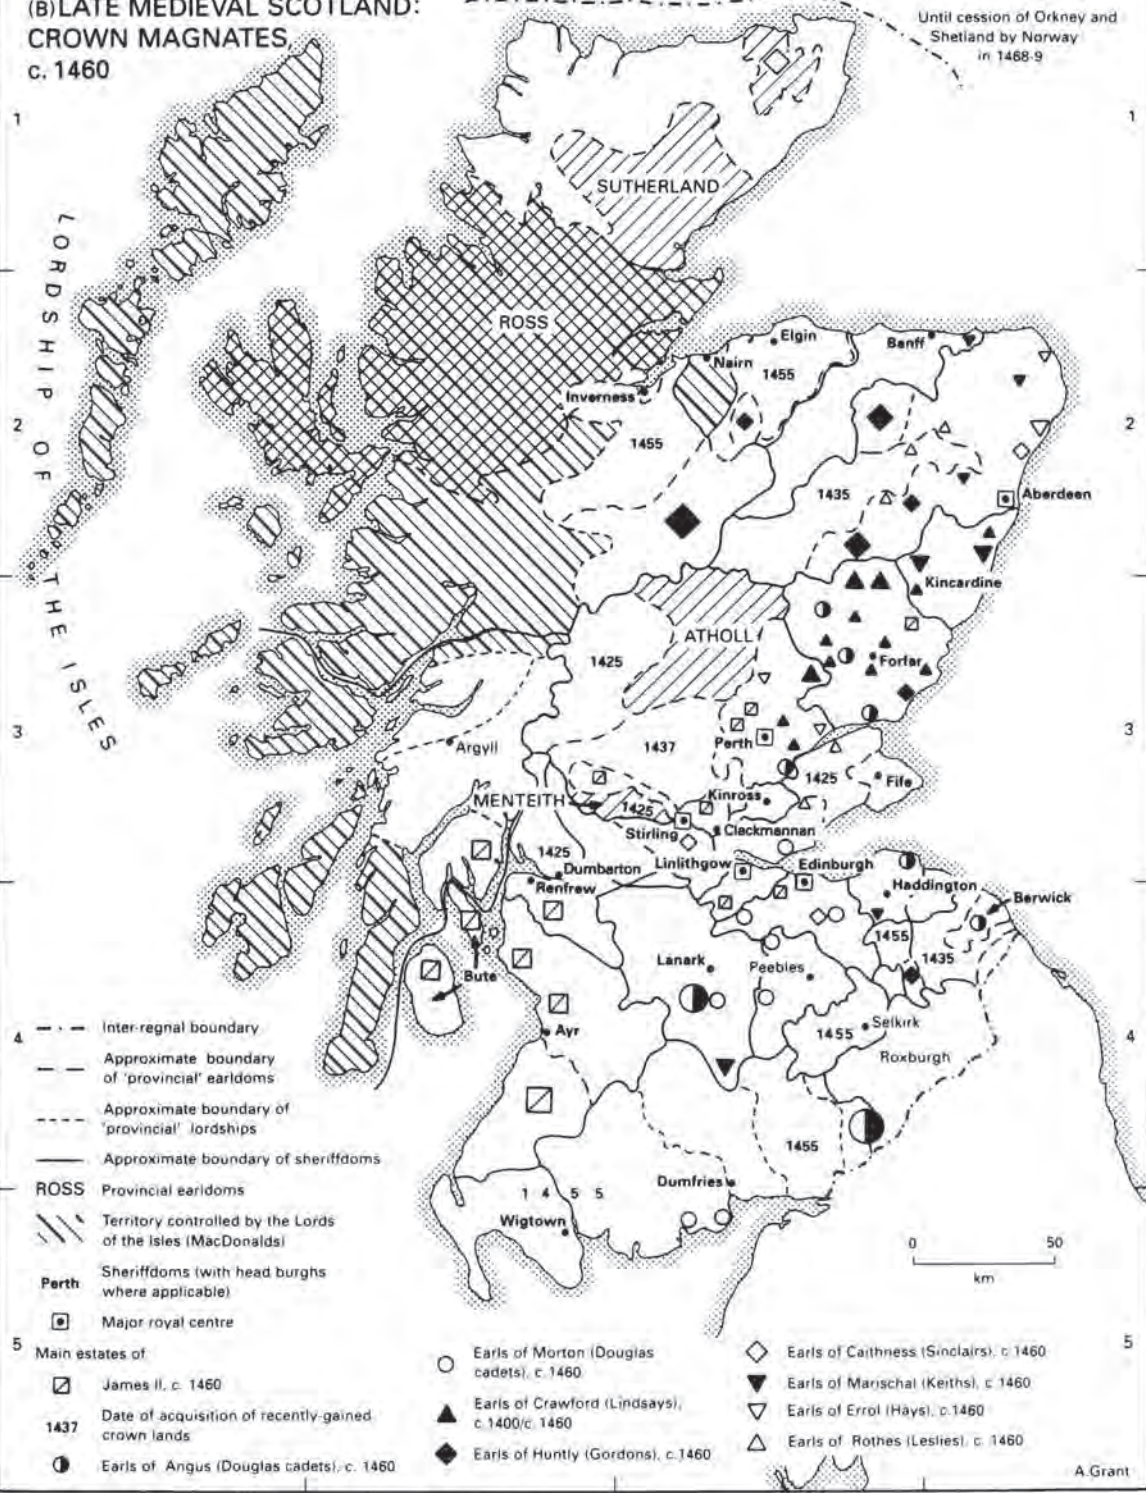 (B) LATE MEDIEVAL SCOTLAND:
CROWN MAGNATES,
c. 1460
Until cession of Orkney and
Shetland by Norway
in 1468-9
1
1
SUTHERLAND
LORDSHIP OF THE ISLES
ROSS
Elgin
Banff
Nairn
1455
Inverness
2
2
1455
1435
Aberdeen
Kincardine
ATHOLL
1425
Forfar
3
3
Argyll
1437
Perth
1425
Fife
MENTEITH
Kinross
1425
Stirling
Clackmannan
1425
Linlithgow
Edinburgh
Dumbarton
Renfrew
Haddington
Berwick
1455
1435
Lanark
Peebles
Bute
4
4
Ayr
1455
Selkirk
Roxburgh
1455
Dumfries
1 4 5 5
Wigtown
Inter-regnal boundary
Approximate boundary
of 'provincial' earldoms
Approximate boundary of
'provincial' lordships
Approximate boundary of sheriffdoms
ROSS Provincial earldoms
Territory controlled by the Lords
of the Isles (MacDonalds)
Perth Sheriffdoms (with head burghs
where applicable)
Major royal centre
0 50
km
5
5
Main estates of
James II, c. 1460
1437 Date of acquisition of recently-gained
crown lands
Earls of Angus (Douglas cadets), c. 1460
Earls of Morton (Douglas
cadets), c. 1460
Earls of Crawford (Lindsays),
c.1400/c. 1460
Earls of Huntly (Gordons), c.1460
Earls of Caithness (Sinclairs), c. 1460
Earls of Marischal (Keiths), c. 1460
Earls of Errol (Hays), c.1460
Earls of Rothes (Leslies), c. 1460
A.Grant